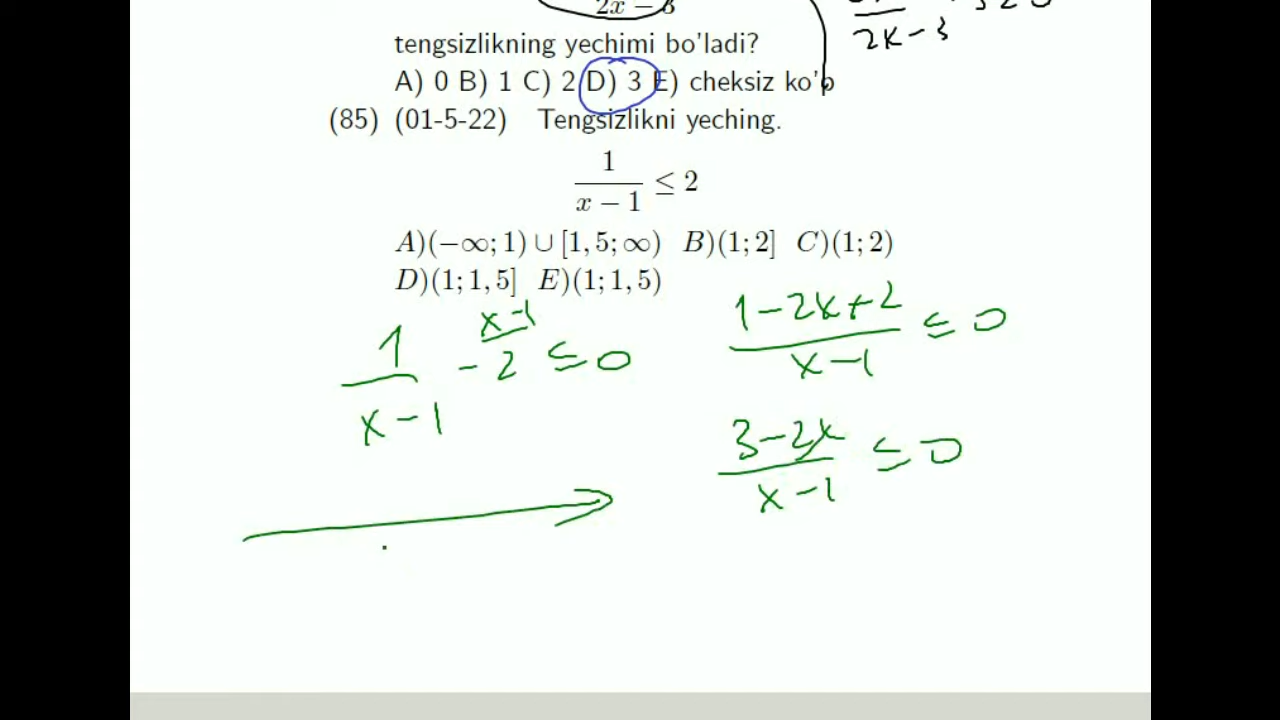 2x − 3
2x-3
tengsizlikning yechimi bo'ladi?
A) 0 B) 1 C) 2 D) 3 E) cheksiz ko'p
(85) (01-5-22) Tengsizlikni yeching.
1
x − 1
≤ 2
A)(−∞; 1) ∪ [1, 5; ∞) B)(1; 2] C)(1; 2)
D)(1; 1, 5] E)(1; 1, 5)
x-1
1
x-1
-2 ≤ 0
1-2x+2
x-1
≤ 0
3-2x
x-1
≤ 0